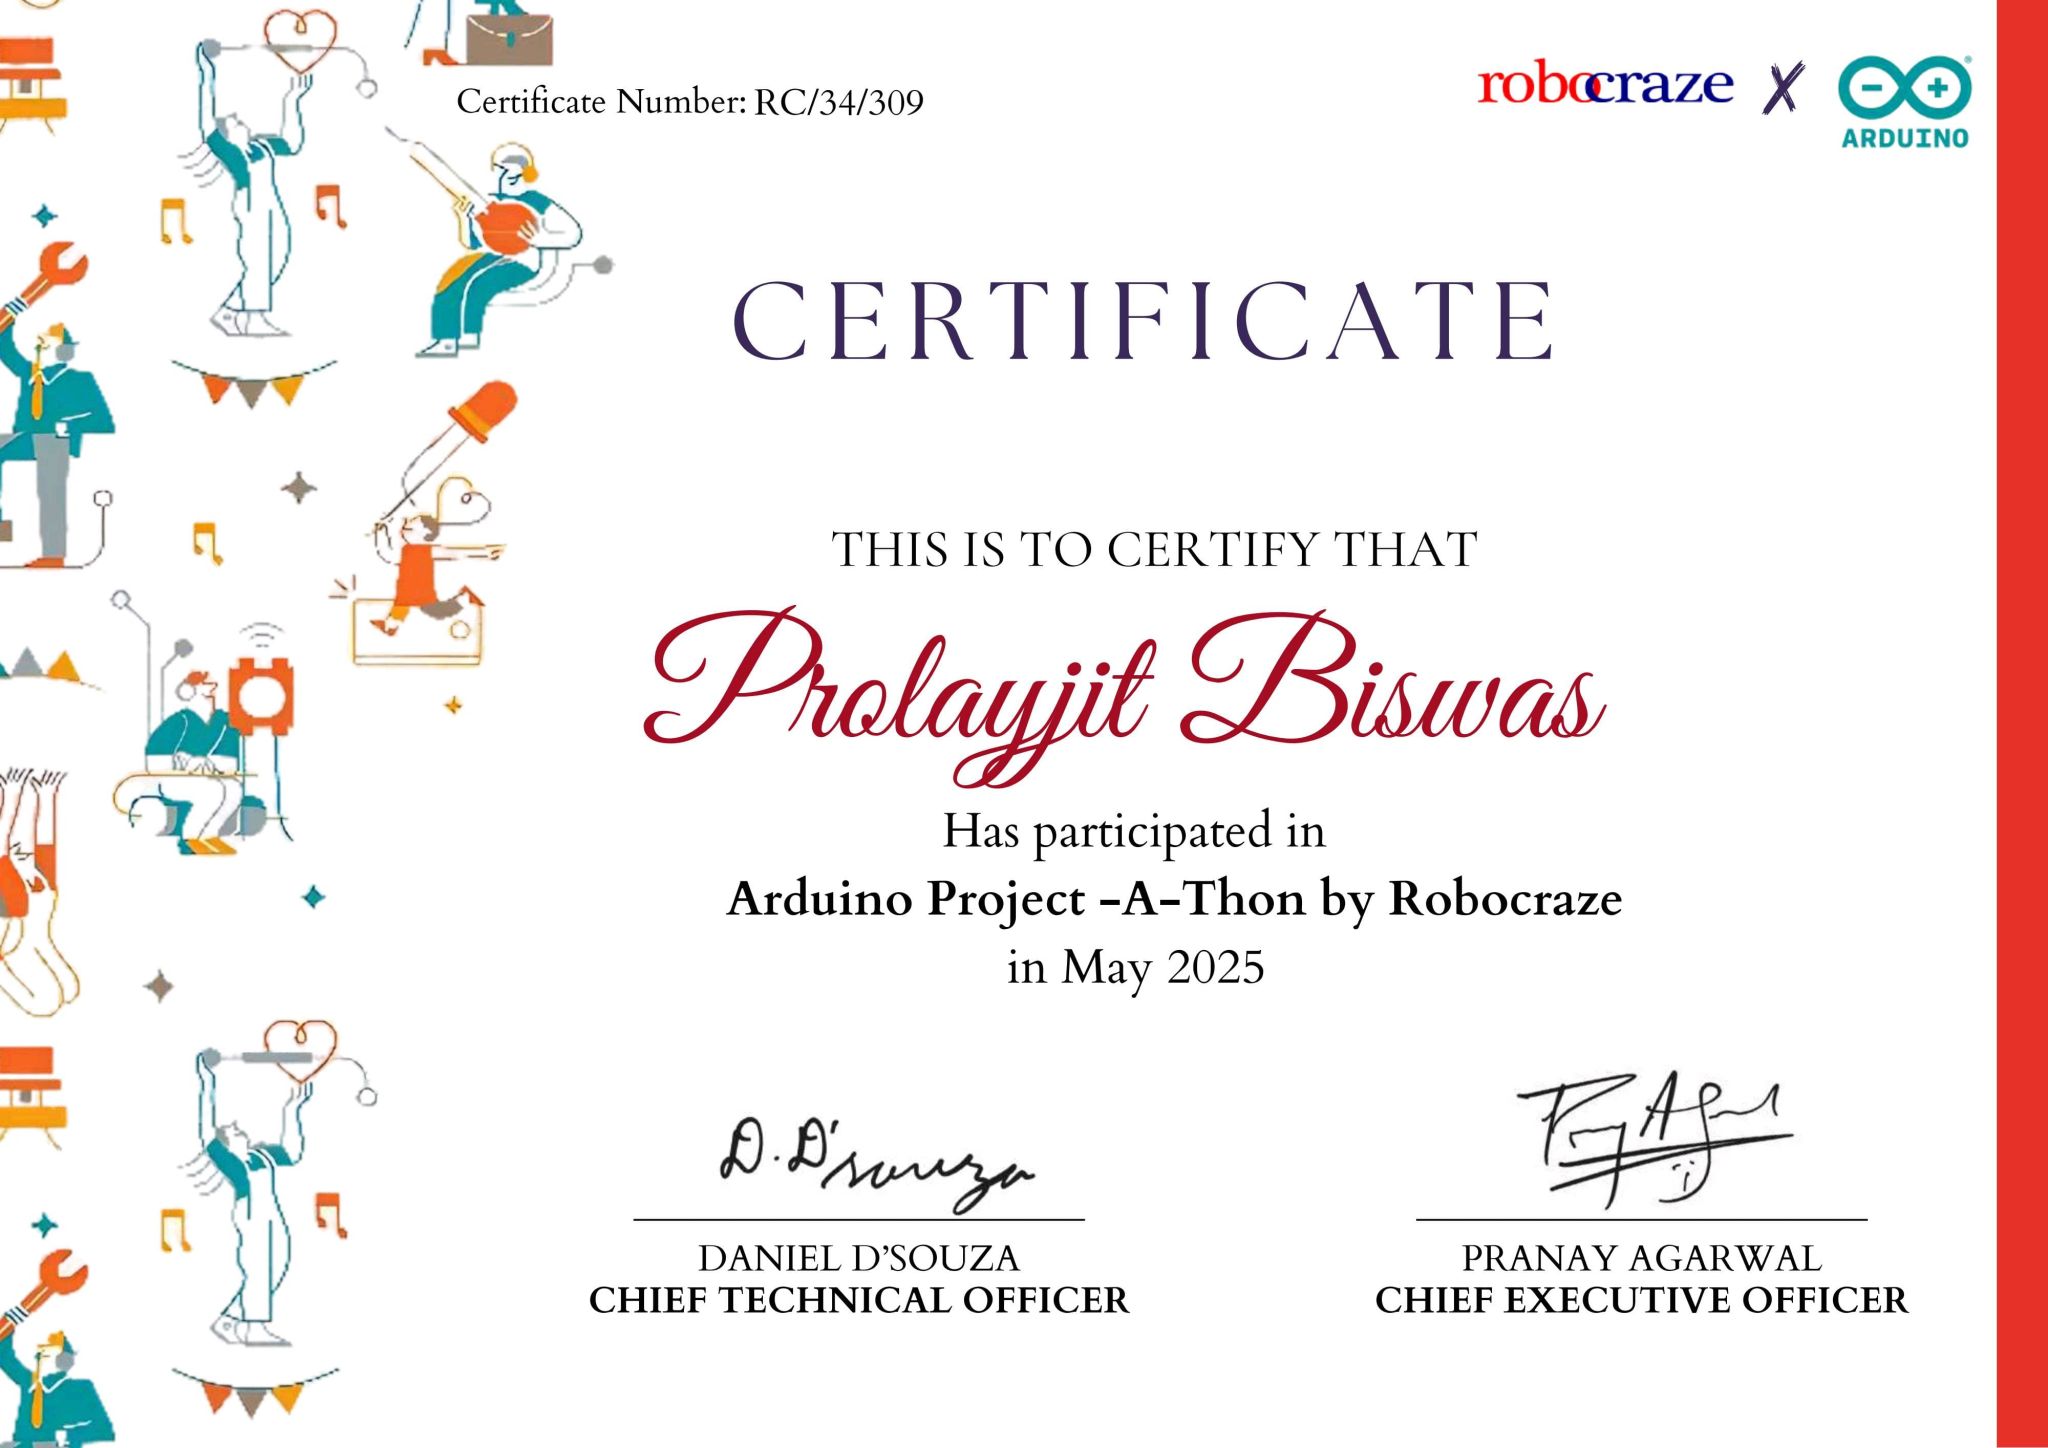 Certificate Number: RC/34/309
robocraze X
ARDUINO
CERTIFICATE
THIS IS TO CERTIFY THAT
Prolayjit Biswas
Has participated in
Arduino Project -A-Thon by Robocraze
in May 2025
D. D'souza
DANIEL D’SOUZA
CHIEF TECHNICAL OFFICER
PRANAY AGARWAL
CHIEF EXECUTIVE OFFICER